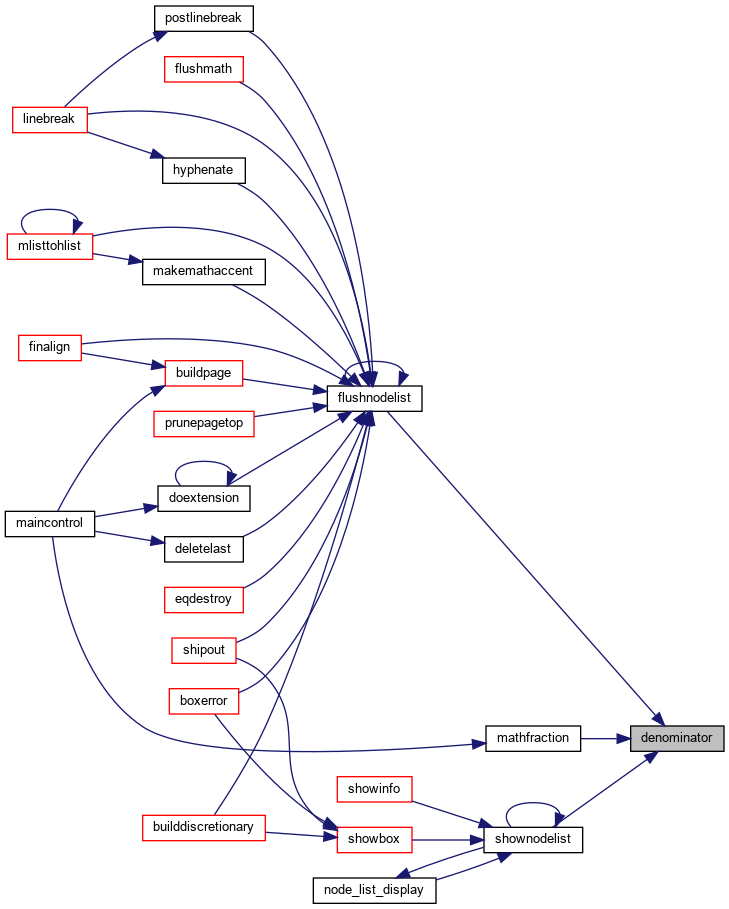 postlinebreak
flushmath
linebreak
hyphenate
mlisttohlist
makemathaccent
finalign
buildpage
flushnodelist
prunepagetop
doextension
maincontrol
deletelast
eqdestroy
shipout
boxerror
mathfraction
denominator
showinfo
builddiscretionary
showbox
shownodelist
node_list_display